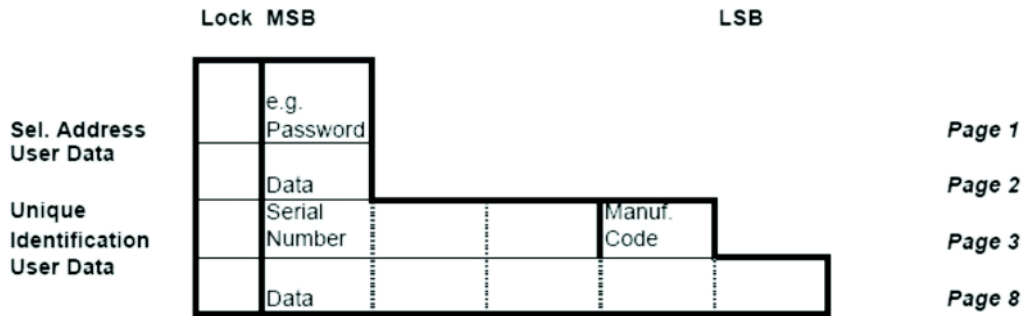 Lock MSB LSB
e.g.
Sel. Address Password Page 1
User Data
Data Page 2
Unique Serial Manuf.
Identification Number Code Page 3
User Data
Data Page 8